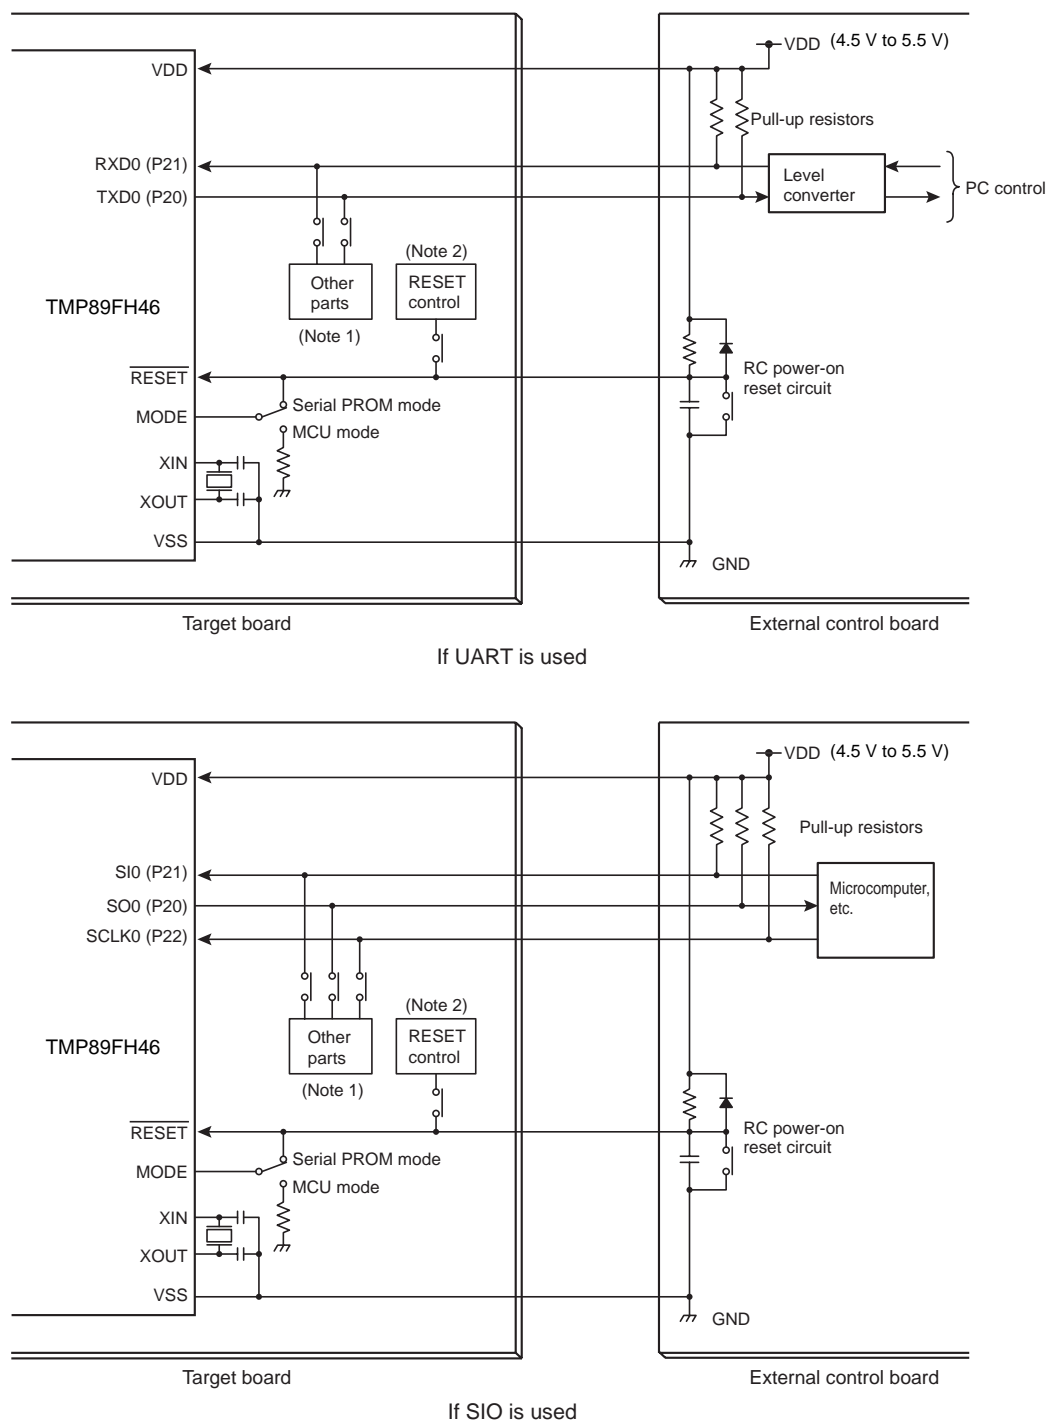 VDD (4.5 V to 5.5 V)
VDD
Pull-up resistors
RXD0 (P21)
TXD0 (P20)
Level
converter
PC control
(Note 2)
Other
parts
RESET
control
TMP89FH46
(Note 1)
RESET
RC power-on
reset circuit
Serial PROM mode
MODE
MCU mode
XIN
XOUT
VSS
GND
Target board
External control board
If UART is used
VDD (4.5 V to 5.5 V)
VDD
Pull-up resistors
SI0 (P21)
SO0 (P20)
SCLK0 (P22)
Microcomputer,
etc.
(Note 2)
Other
parts
RESET
control
TMP89FH46
(Note 1)
RESET
RC power-on
reset circuit
Serial PROM mode
MODE
MCU mode
XIN
XOUT
VSS
GND
Target board
External control board
If SIO is used